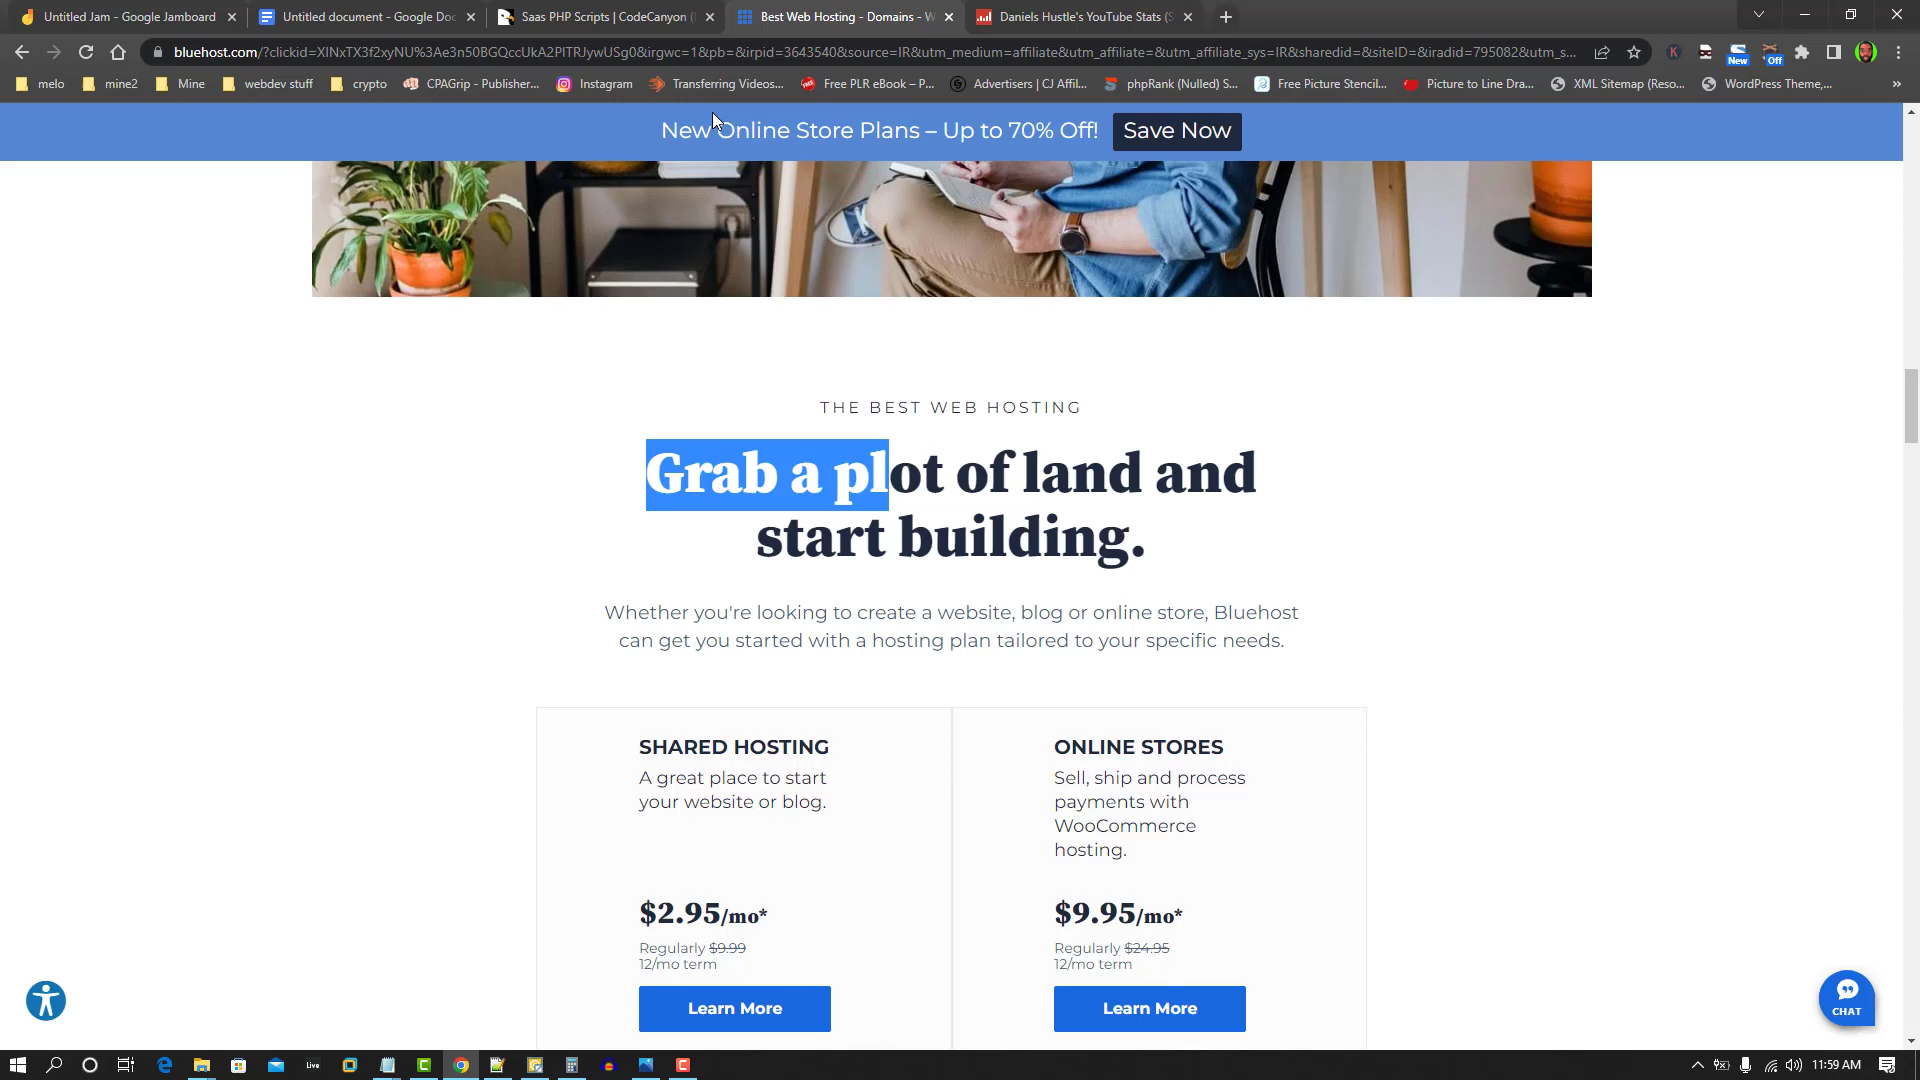 Untitled Jam - Google Jamboard
Untitled document - Google Doc
Saas PHP Scripts | CodeCanyon (
Best Web Hosting - Domains - W
Daniels Hustle's YouTube Stats (S
bluehost.com/?clickid=XINxTX3f2xyNU%3Ae3n50BGQccUkA2PlTRJywUSg0&irgwc=1&pb=&irpid=3643540&source=IR&utm_medium=affiliate&utm_affiliate=&utm_affiliate_sys=IR&sharedid=&siteID=&iradid=795082&utm_s...
New
Off
melo
mine2
Mine
webdev stuff
crypto
CPAGrip - Publisher...
Instagram
Transferring Videos...
Free PLR eBook – P...
Advertisers | CJ Affil...
phpRank (Nulled) S...
Free Picture Stencil...
Picture to Line Dra...
XML Sitemap (Reso...
WordPress Theme,...
New Online Store Plans – Up to 70% Off!
Save Now
THE BEST WEB HOSTING
Grab a plot of land and
start building.
Whether you're looking to create a website, blog or online store, Bluehost
can get you started with a hosting plan tailored to your specific needs.
SHARED HOSTING
A great place to start
your website or blog.
$2.95/mo*
Regularly $9.99
12/mo term
Learn More
ONLINE STORES
Sell, ship and process
payments with
WooCommerce
hosting.
$9.95/mo*
Regularly $24.95
12/mo term
Learn More
CHAT
Live
11:59 AM